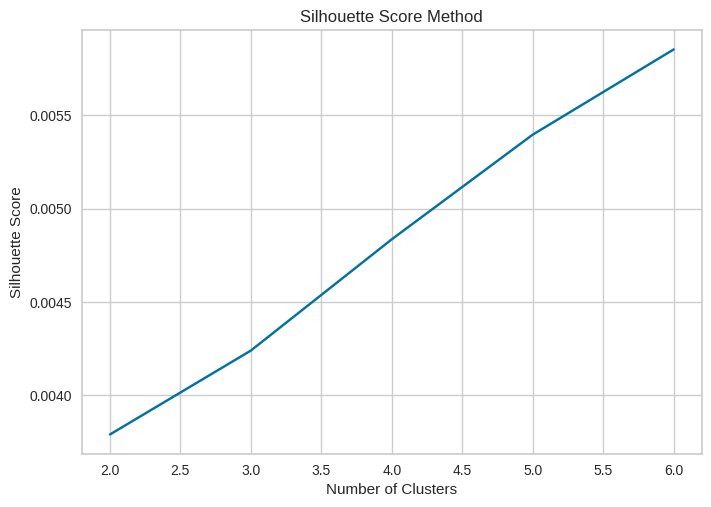 Silhouette Score Method
Silhouette Score
0.0055
0.0050
0.0045
0.0040
2.0 2.5 3.0 3.5 4.0 4.5 5.0 5.5 6.0
Number of Clusters